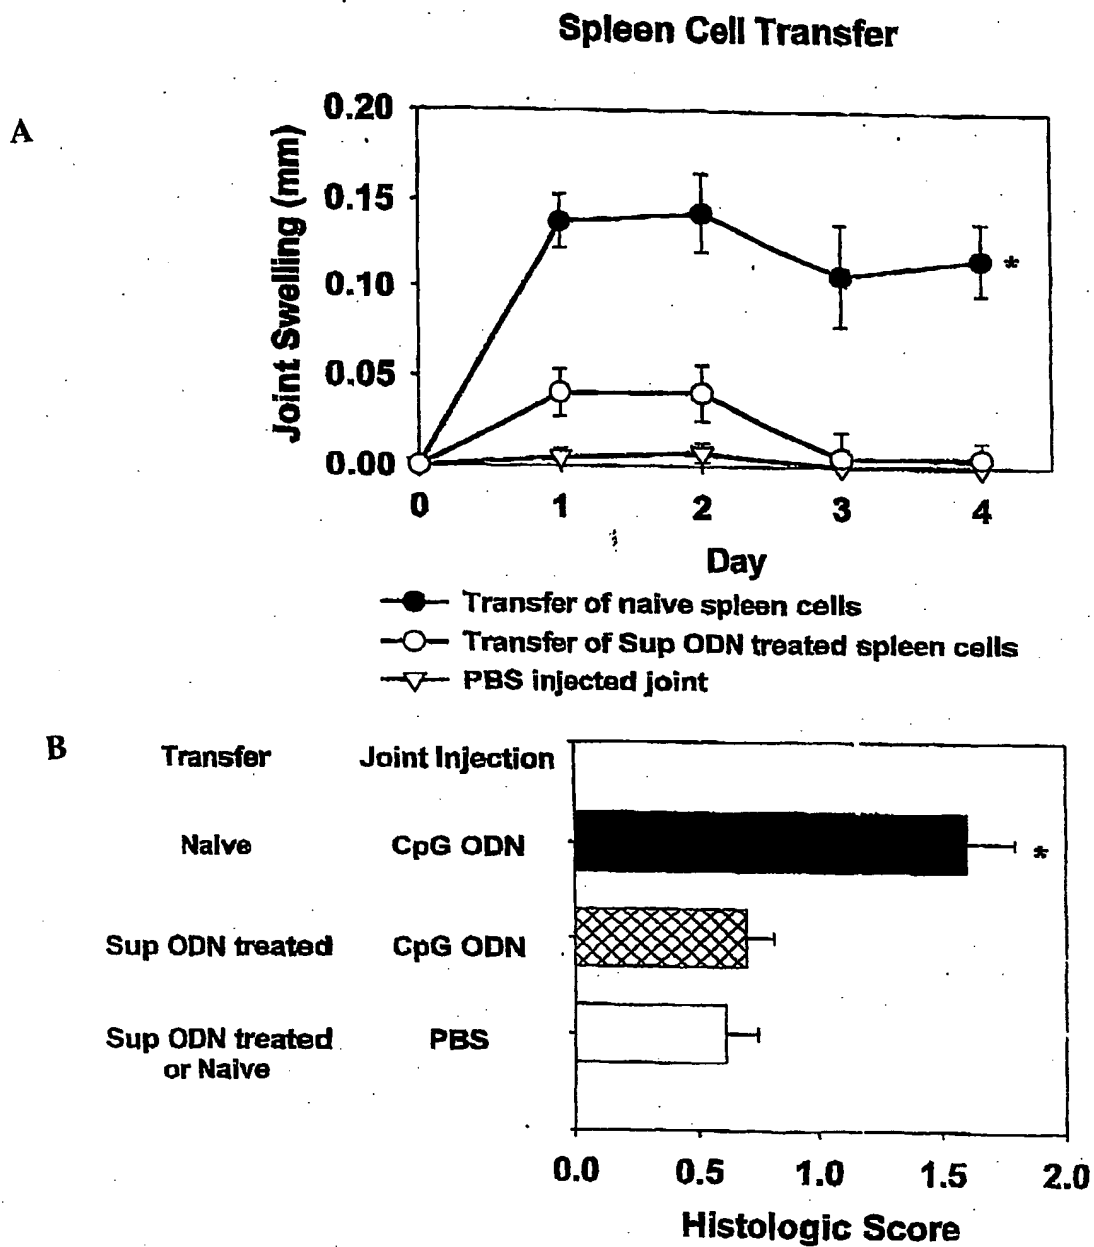 Spleen Cell Transfer
A
0.20
0.15
0.10
0.05
0.00
Joint Swelling (mm)
*
0 1 2 3 4
Day
Transfer of naive spleen cells
Transfer of Sup ODN treated spleen cells
PBS injected joint
B
Transfer Joint Injection
Naive CpG ODN
*
Sup ODN treated CpG ODN
Sup ODN treated PBS
or Naive
0.0 0.5 1.0 1.5 2.0
Histologic Score